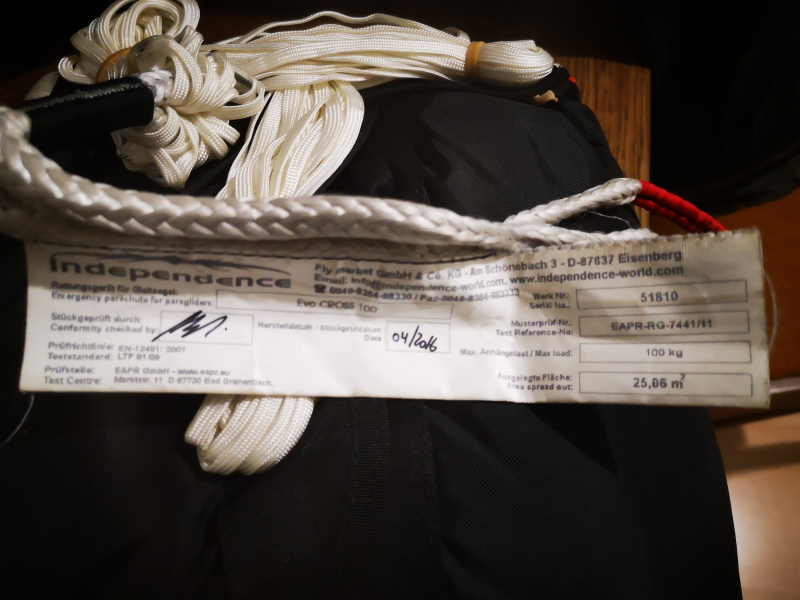 Independence
Fly market GmbH & Co. KG - Am Schönebach 3 - D-87637 Eisenberg
Email: info@independence-world.com, www.independence-world.com
Rettungsgerät für Gleitsegel:
Emergency parachute for paragliders:
Evo CROSS 100
Werk Nr.:
Serial No.:
51810
Stückgeprüft durch:
Conformity checked by:
Herstelldatum / Stückprüfdatum:
Date
04/2016
Musterprüf-Nr.:
Test Reference-No.:
EAPR-RG-7441/11
Prüfrichtlinie: EN-12491: 2001
Teststandard: LTF 91/09
Max. Anhängelast / Max load:
100 kg
Prüfstelle: EAPR GmbH - www.eapr.eu
Test Centre: Marktstr. 11 D 87730 Bad Grönenbach
Ausgelegte Fläche:
Area spread out:
25,06 m²